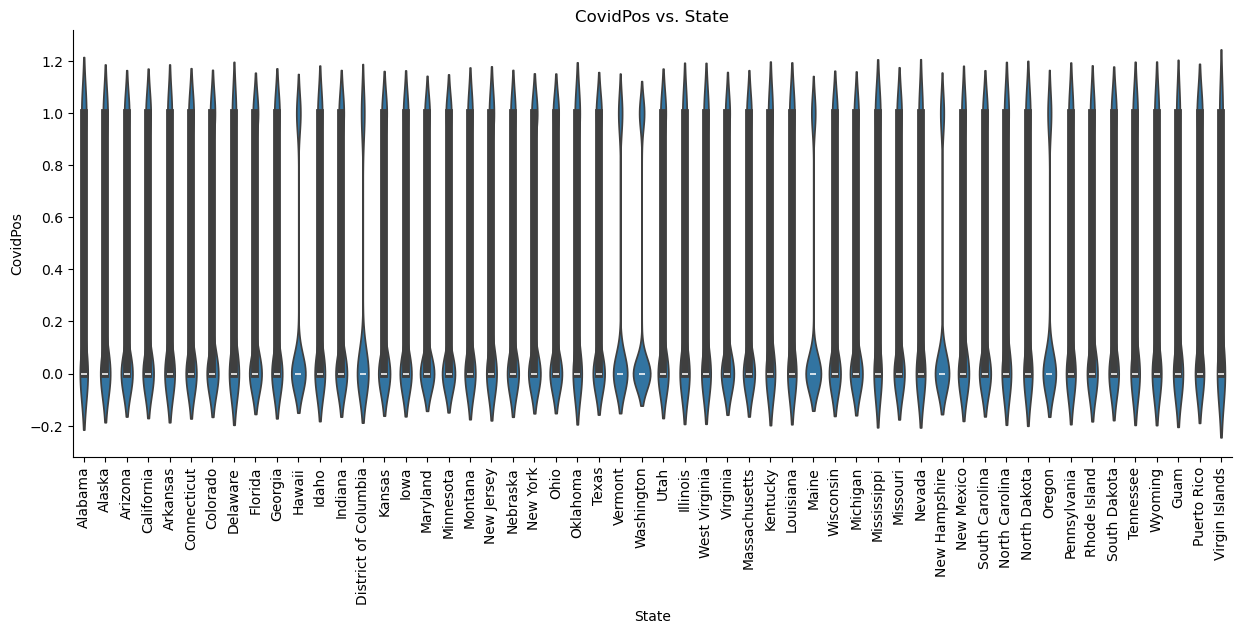 CovidPos vs. State
CovidPos
1.2
1.0
0.8
0.6
0.4
0.2
0.0
−0.2
Alabama
Alaska
Arizona
California
Arkansas
Connecticut
Colorado
Delaware
Florida
Georgia
Hawaii
Idaho
Indiana
District of Columbia
Kansas
Iowa
Maryland
Minnesota
Montana
New Jersey
Nebraska
New York
Ohio
Oklahoma
Texas
Vermont
Washington
Utah
Illinois
West Virginia
Virginia
Massachusetts
Kentucky
Louisiana
Maine
Wisconsin
Michigan
Mississippi
Missouri
Nevada
New Hampshire
New Mexico
South Carolina
North Carolina
North Dakota
Oregon
Pennsylvania
Rhode Island
South Dakota
Tennessee
Wyoming
Guam
Puerto Rico
Virgin Islands
State